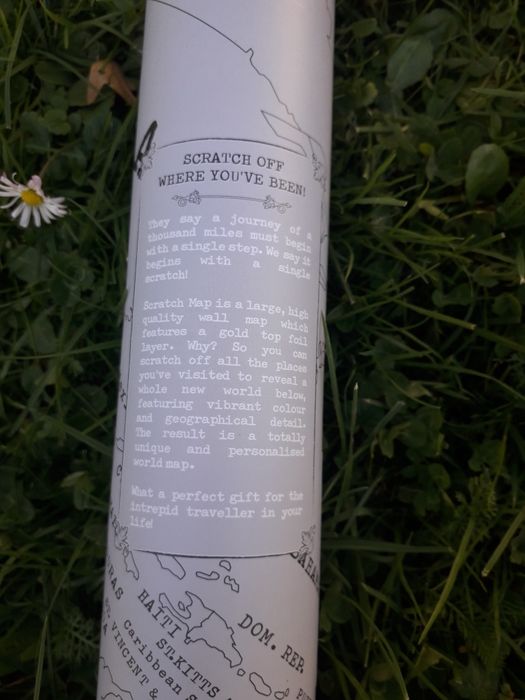 SCRATCH OFF
WHERE YOU'VE BEEN!
They say a journey of a
thousand miles must begin
with a single step. We say it
begins with a single
scratch!
Scratch Map is a large, high
quality wall map which
features a gold top foil
layer. Why? So you can
scratch off all the places
you've visited to reveal a
whole new world below,
featuring vibrant colour
and geographical detail.
The result is a totally
unique and personalised
world map.
What a perfect gift for the
intrepid traveller in your
life!
HAITI
DOM. REP.
ST.KITTS
Caribbean
VINCENT &